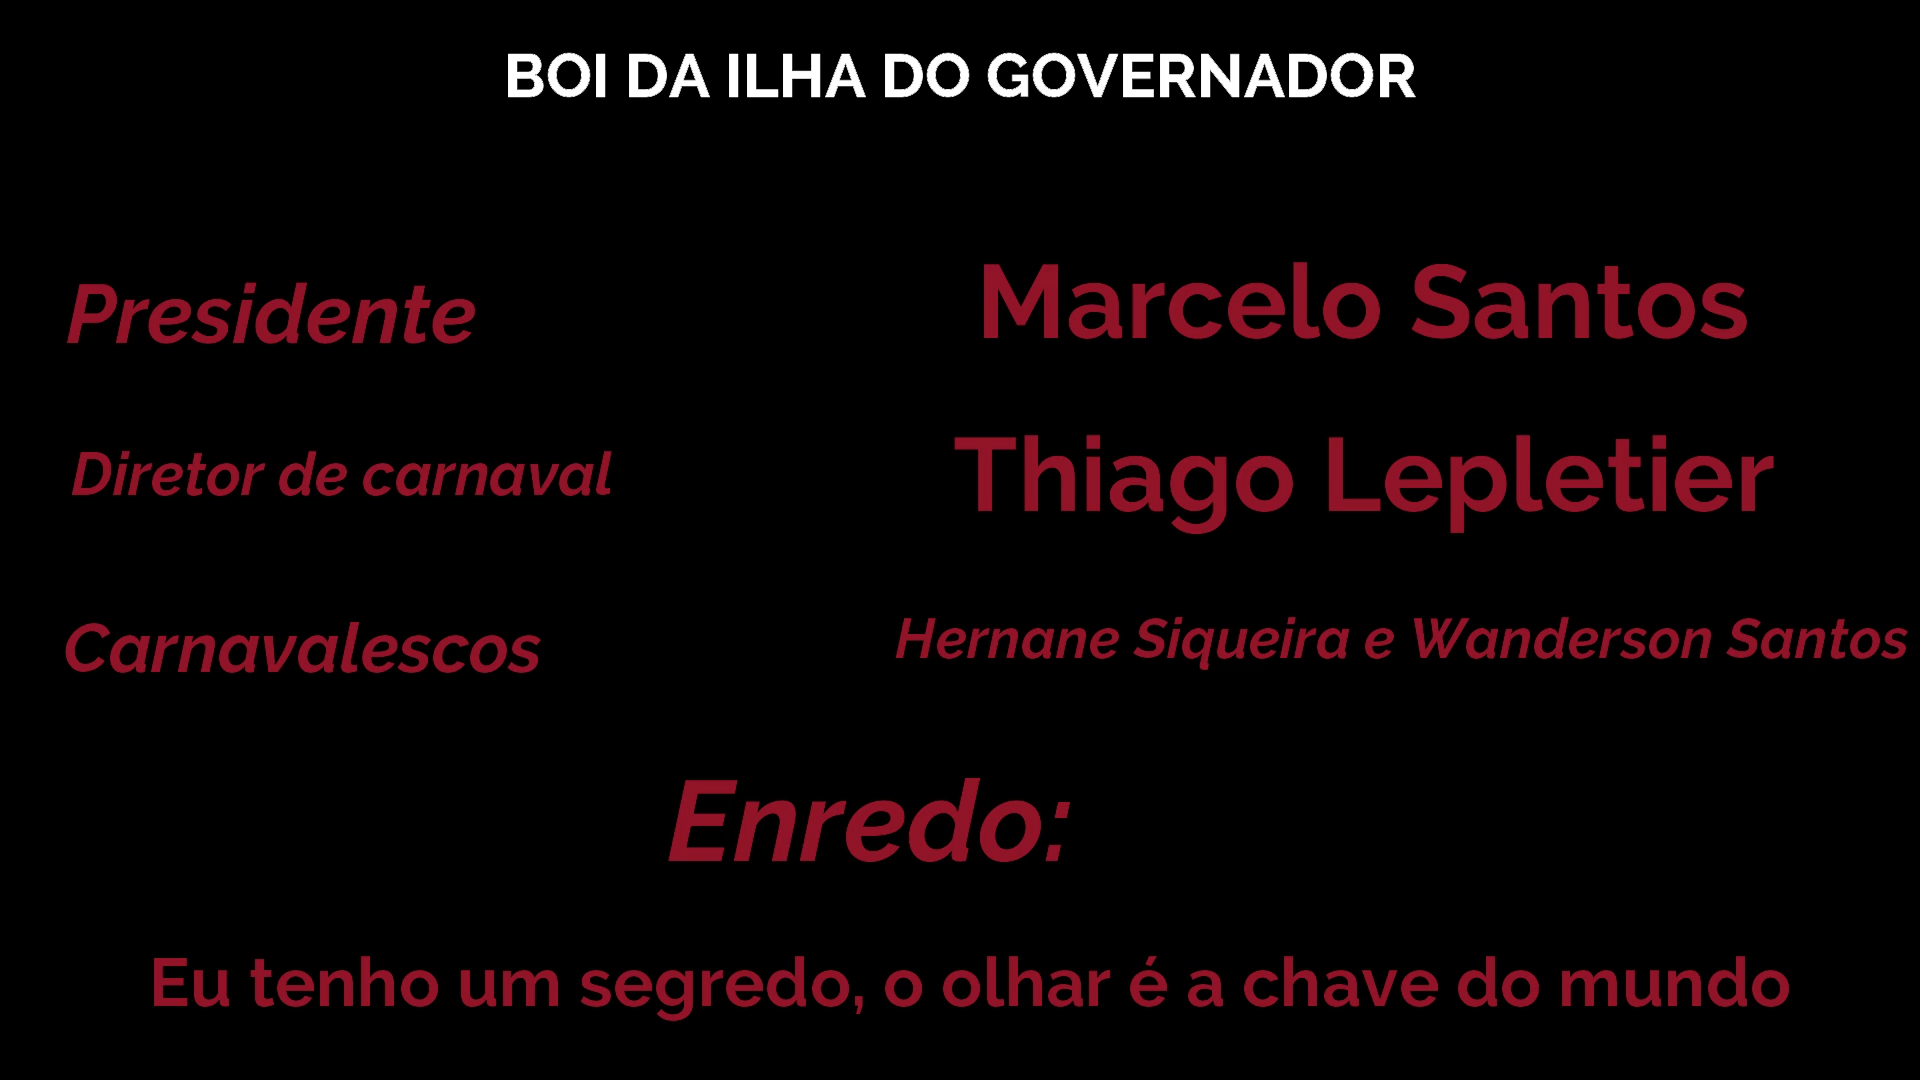 BOI DA ILHA DO GOVERNADOR
Presidente
Marcelo Santos
Diretor de carnaval
Thiago Lepletier
Carnavalescos
Hernane Siqueira e Wanderson Santos
Enredo:
Eu tenho um segredo, o olhar é a chave do mundo